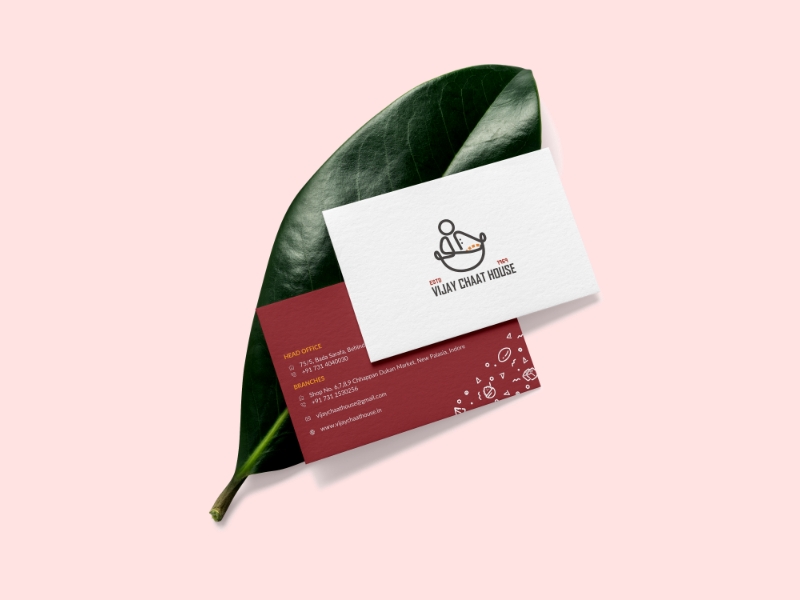 ESTD 1969
VIJAY CHAAT HOUSE
HEAD OFFICE
75/5, Bada Sarafa,
+91 731 4040030
BRANCHES
Shop No. 6,7,8,9 Chhappan Dukan Market, New Palasia, Indore
+91 731 2530256
vijaychaathouse@gmail.com
www.vijaychaathouse.in